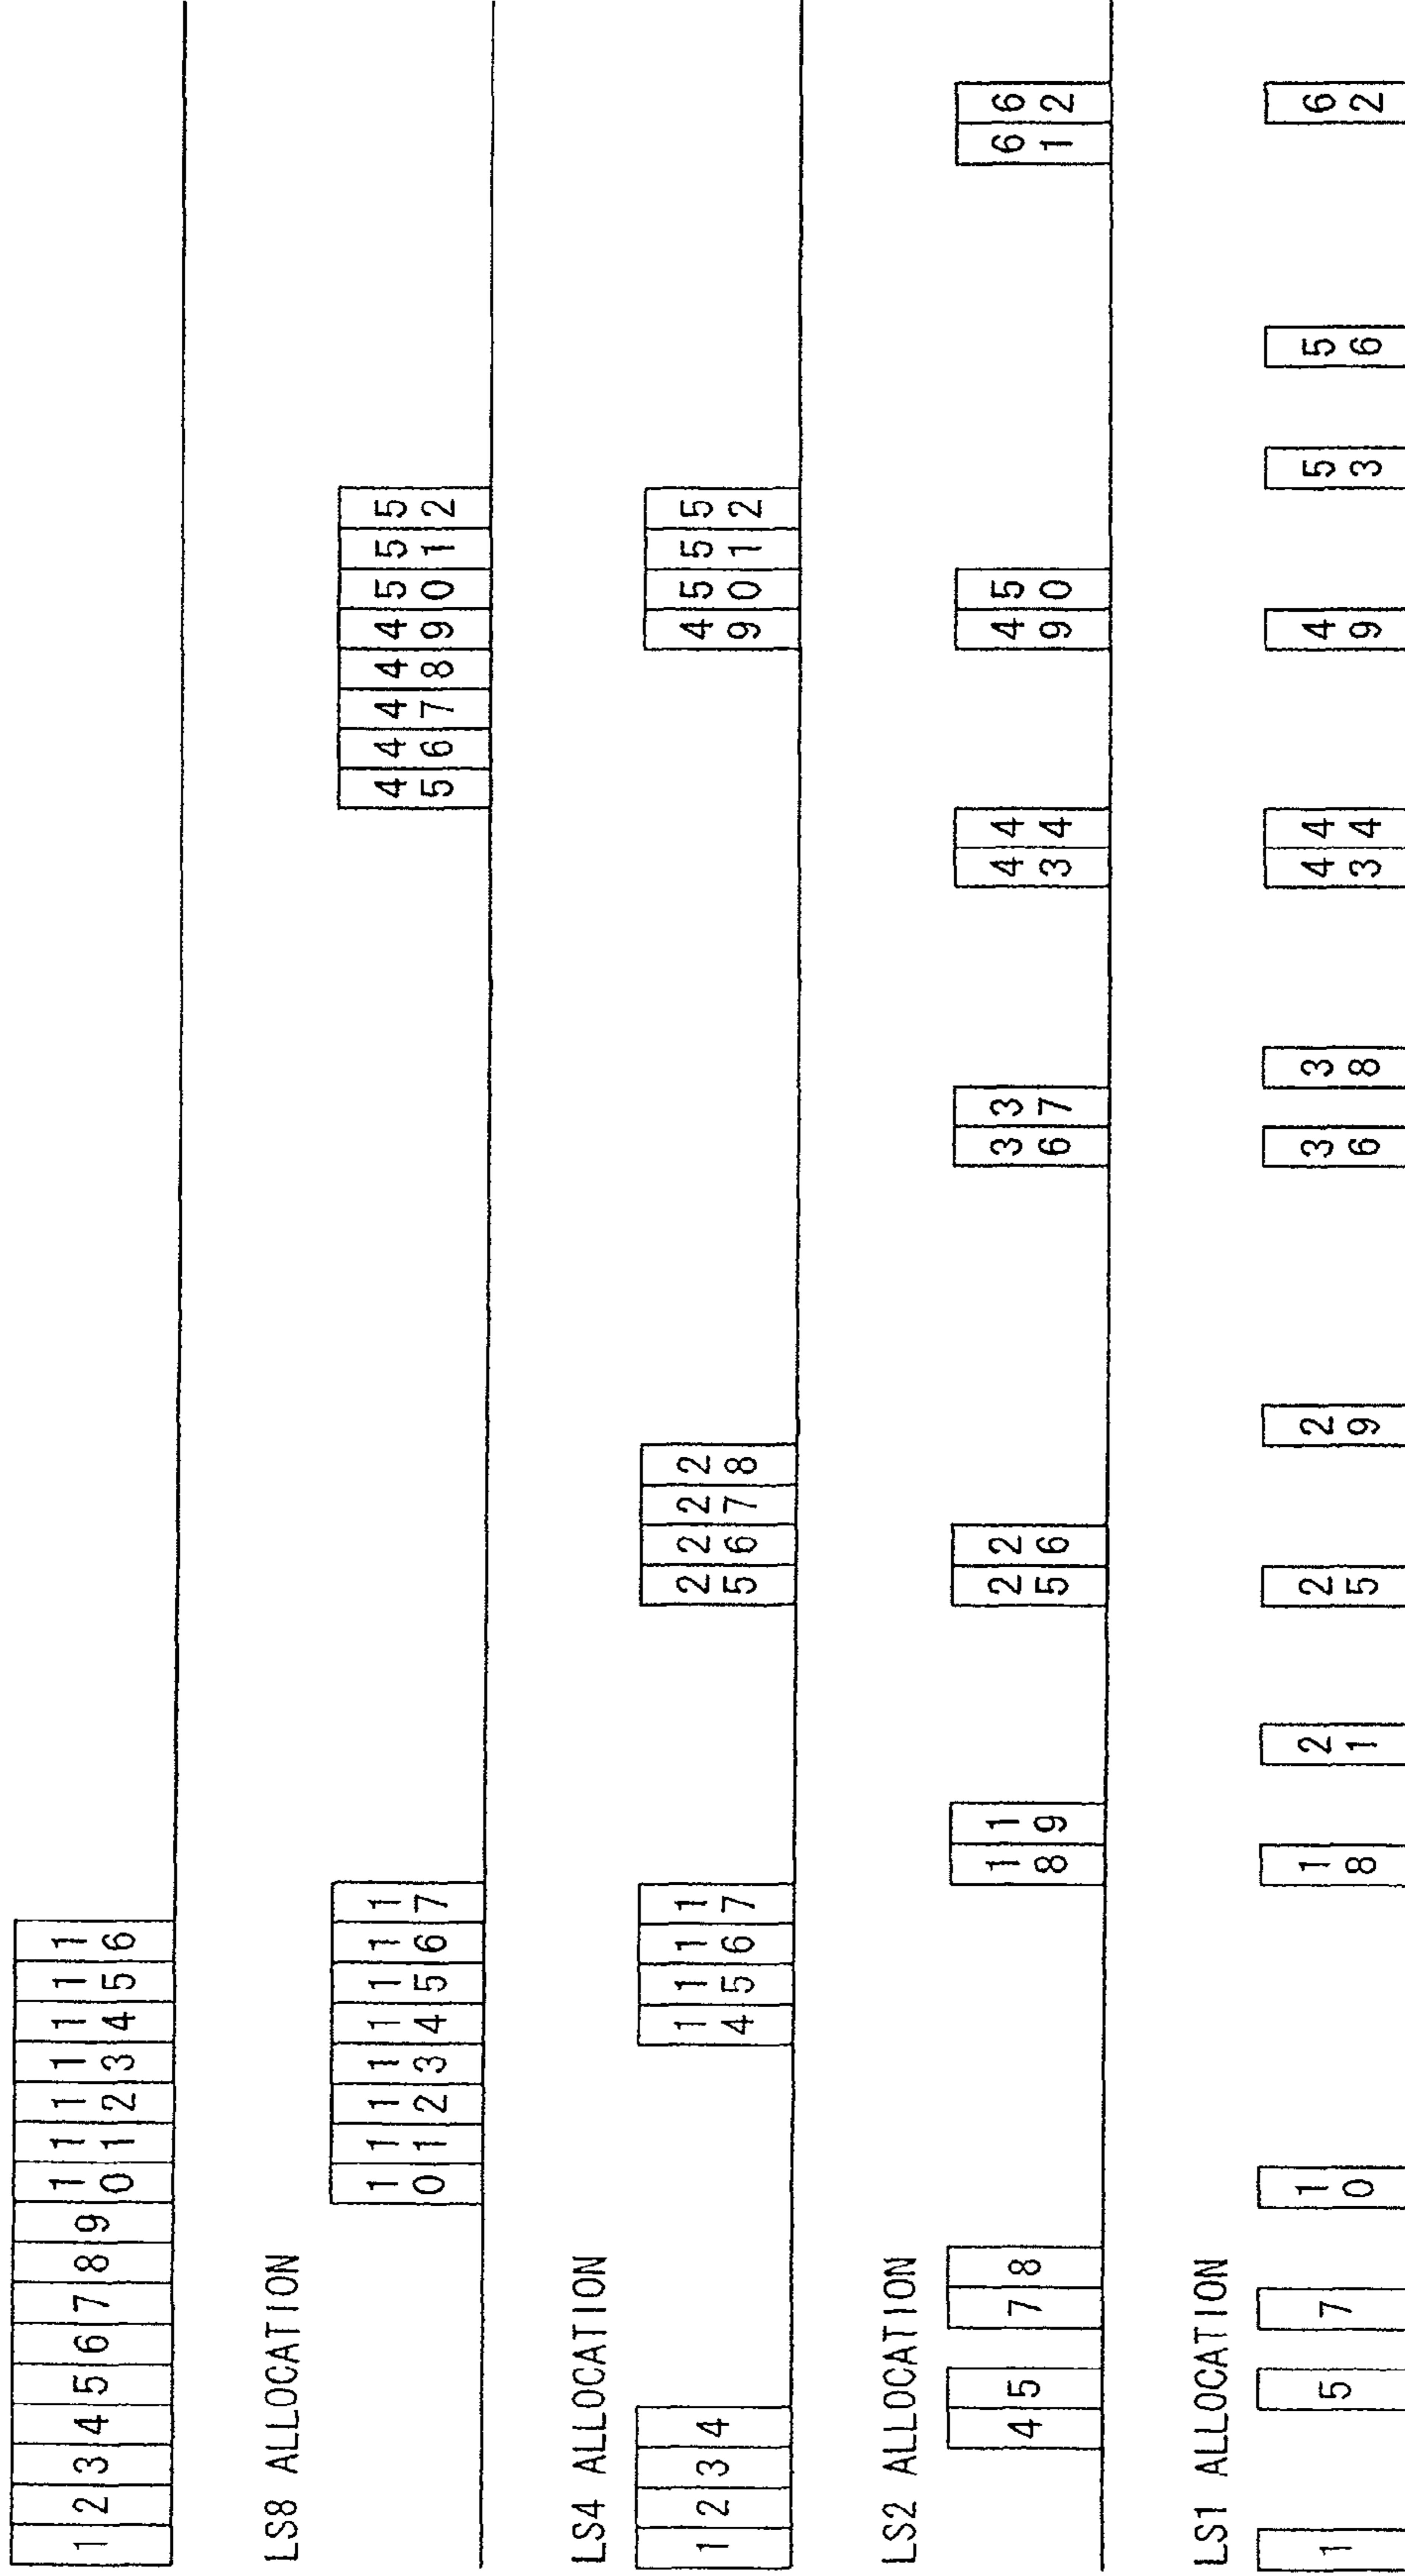 1 2 3 4 5 6 7 8 9 10 11 12 13 14 15 16
LS8 ALLOCATION
10 11 12 13 14 15 16 17 45 46 47 48 49 50 51 52
LS4 ALLOCATION
1 2 3 4 14 15 16 17 25 26 27 28 49 50 51 52
LS2 ALLOCATION
4 5 7 8 18 19 25 26 36 37 43 44 49 50 61 62
LS1 ALLOCATION
1 5 7 10 18 21 25 29 36 38 43 44 49 53 56 62